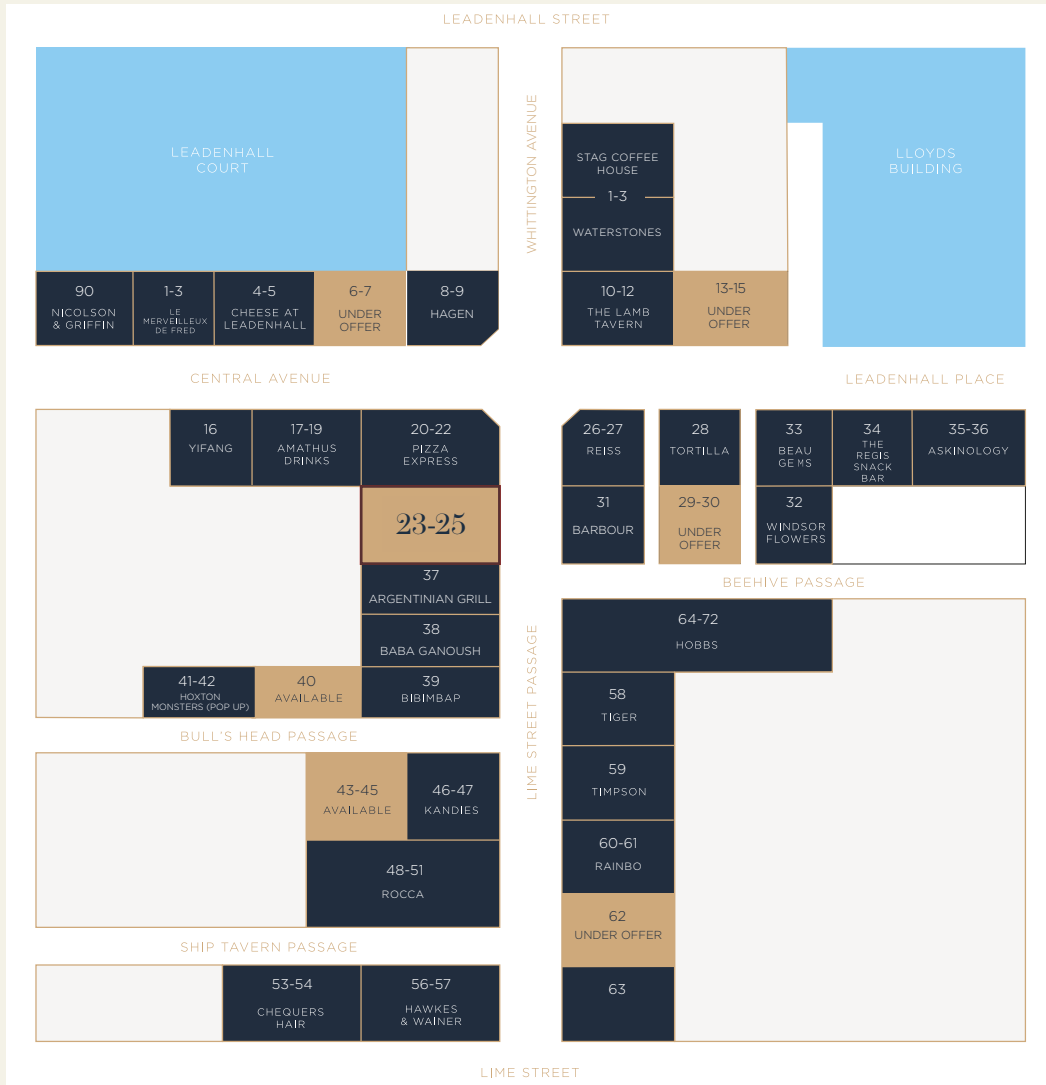 LEADENHALL STREET
LEADENHALL
COURT
WHITTINGTON AVENUE
STAG COFFEE
HOUSE
1-3
WATERSTONES
LLOYDS
BUILDING
90
NICOLSON
& GRIFFIN
1-3
LE
MERVEILLEUX
DE FRED
4-5
CHEESE AT
LEADENHALL
6-7
UNDER
OFFER
8-9
HAGEN
10-12
THE LAMB
TAVERN
13-15
UNDER
OFFER
CENTRAL AVENUE
LEADENHALL PLACE
16
YIFANG
17-19
AMATHUS
DRINKS
20-22
PIZZA
EXPRESS
26-27
REISS
28
TORTILLA
33
BEAU
GEMS
34
THE
REGIS
SNACK
BAR
35-36
ASKINOLOGY
23-25
31
BARBOUR
29-30
UNDER
OFFER
32
WINDSOR
FLOWERS
37
ARGENTINIAN GRILL
BEEHIVE PASSAGE
38
BABA GANOUSH
41-42
HOXTON
MONSTERS (POP UP)
40
AVAILABLE
39
BIBIMBAP
LIME STREET PASSAGE
64-72
HOBBS
58
TIGER
BULL'S HEAD PASSAGE
43-45
AVAILABLE
46-47
KANDIES
59
TIMPSON
48-51
ROCCA
60-61
RAINBO
62
UNDER OFFER
SHIP TAVERN PASSAGE
53-54
CHEQUERS
HAIR
56-57
HAWKES
& WAINER
63
LIME STREET